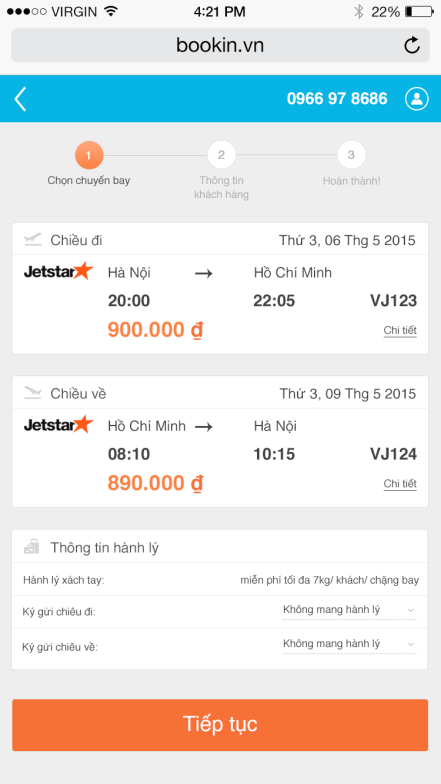 VIRGIN 4:21 PM 22%
bookin.vn
0966 97 8686
1 2 3
Chọn chuyến bay Thông tin khách hàng Hoàn thành!
Chiều đi Thứ 3, 06 Thg 5 2015
Jetstar Hà Nội → Hồ Chí Minh
20:00 22:05 VJ123
900.000 ₫ Chi tiết
Chiều về Thứ 3, 09 Thg 5 2015
Jetstar Hồ Chí Minh → Hà Nội
08:10 10:15 VJ124
890.000 ₫ Chi tiết
Thông tin hành lý
Hành lý xách tay: miễn phí tối đa 7kg/ khách/ chặng bay
Ký gửi chiêu đi: Không mang hành lý
Ký gửi chiêu về: Không mang hành lý
Tiếp tục